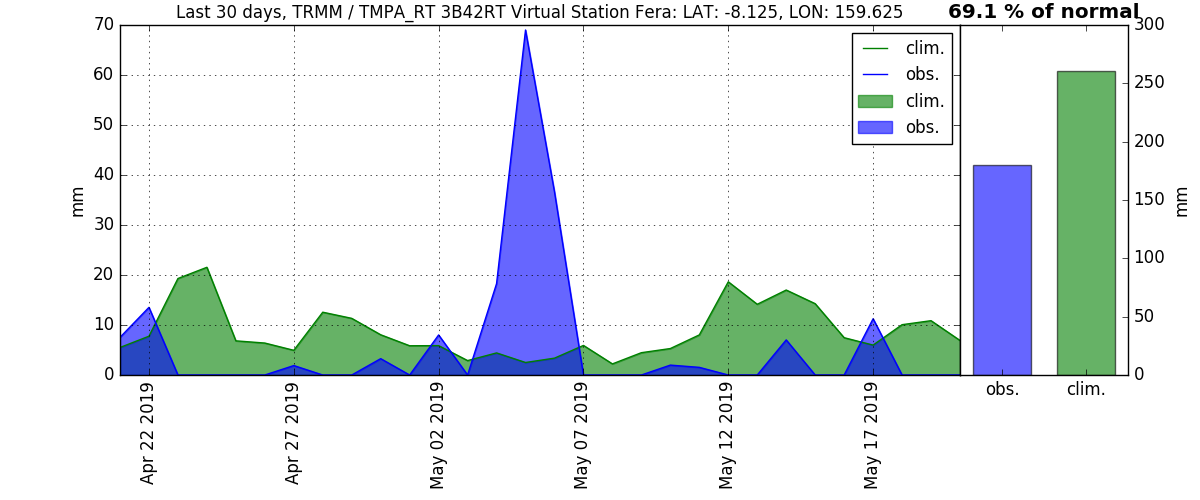 Last 30 days, TRMM / TMPA_RT 3B42RT Virtual Station Fera: LAT: -8.125, LON: 159.625
69.1 % of normal
70
60
50
40
30
20
10
0
mm
clim.
obs.
clim.
obs.
Apr 22 2019
Apr 27 2019
May 02 2019
May 07 2019
May 12 2019
May 17 2019
300
250
200
150
100
50
0
mm
obs.
clim.